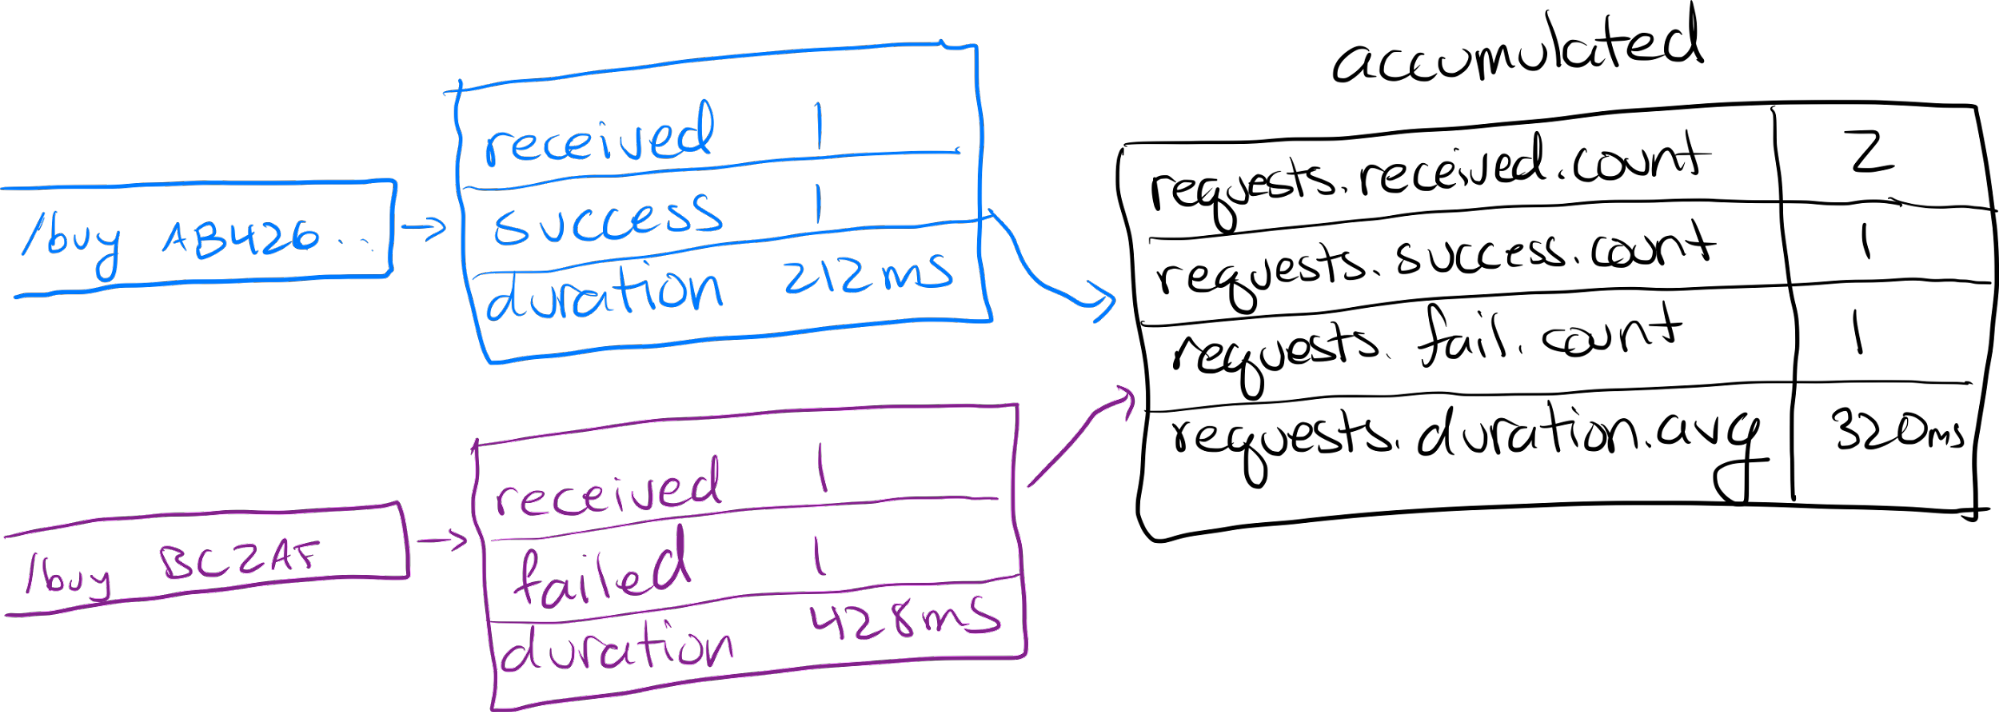 /buy AB426...
received 1
success 1
duration 212ms
/buy BC2AF
received 1
failed 1
duration 428ms
accumulated
requests.received.count 2
requests.success.count 1
requests.fail.count 1
requests.duration.avg 320ms